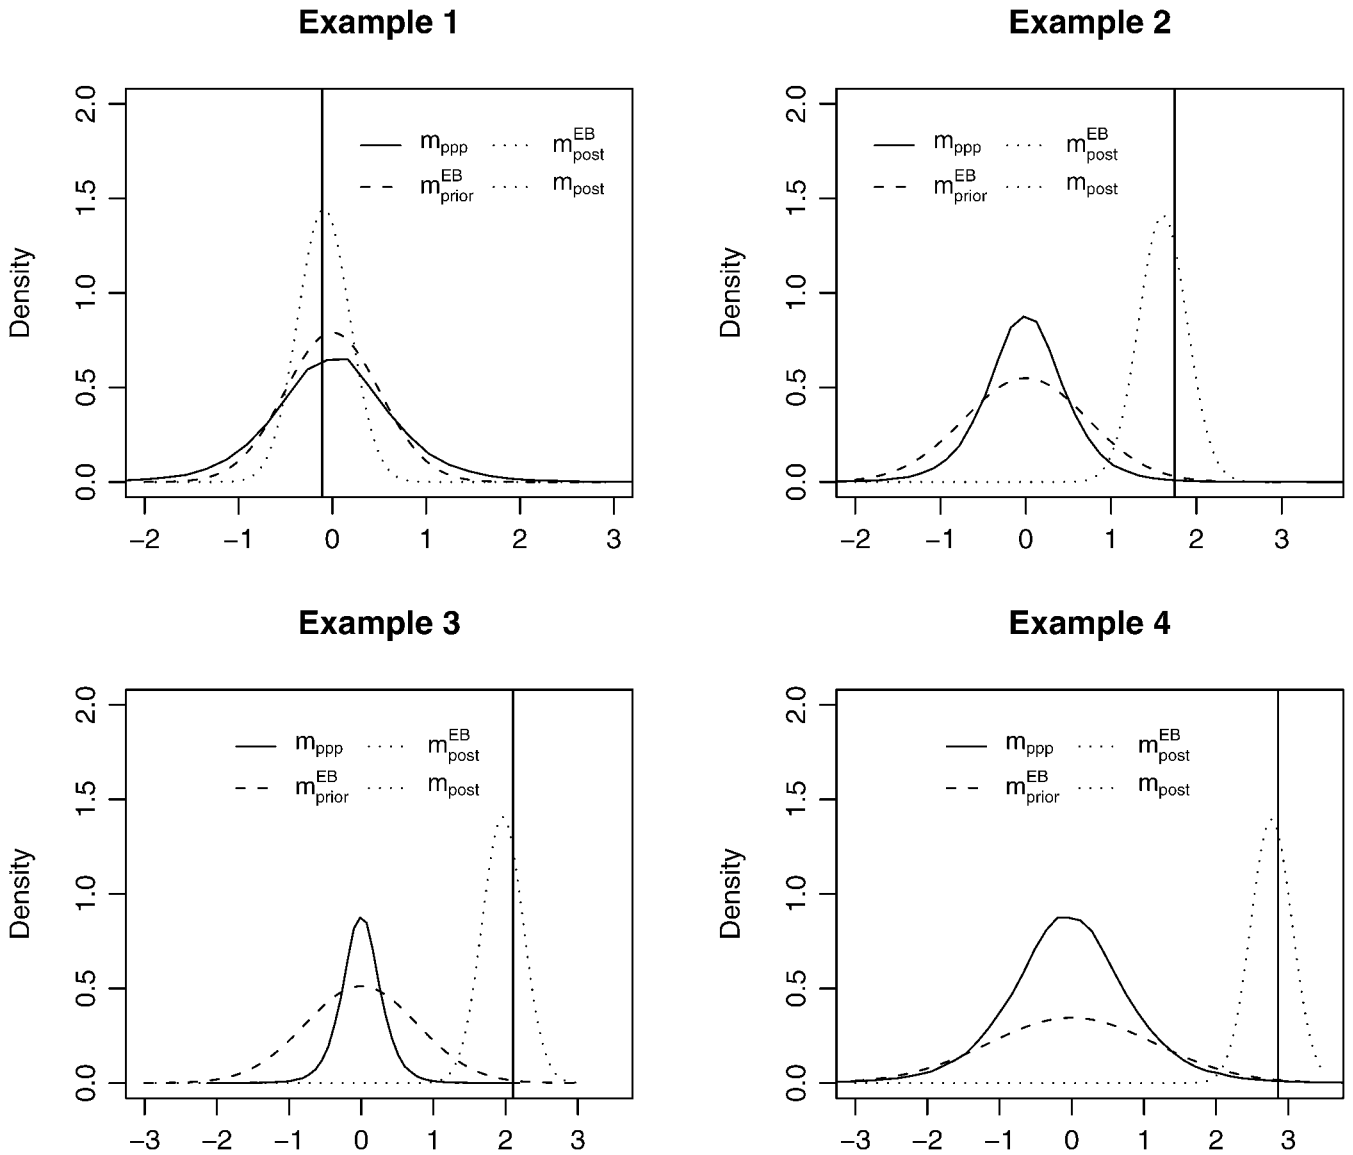 Example 1
2.0
1.5
1.0
0.5
0.0
Density
m_ppp m^EB_post
m^EB_prior m_post
−2 −1 0 1 2 3
Example 2
2.0
1.5
1.0
0.5
0.0
Density
m_ppp m^EB_post
m^EB_prior m_post
−2 −1 0 1 2 3
Example 3
2.0
1.5
1.0
0.5
0.0
Density
m_ppp m^EB_post
m^EB_prior m_post
−3 −2 −1 0 1 2 3
Example 4
2.0
1.5
1.0
0.5
0.0
Density
m_ppp m^EB_post
m^EB_prior m_post
−3 −2 −1 0 1 2 3